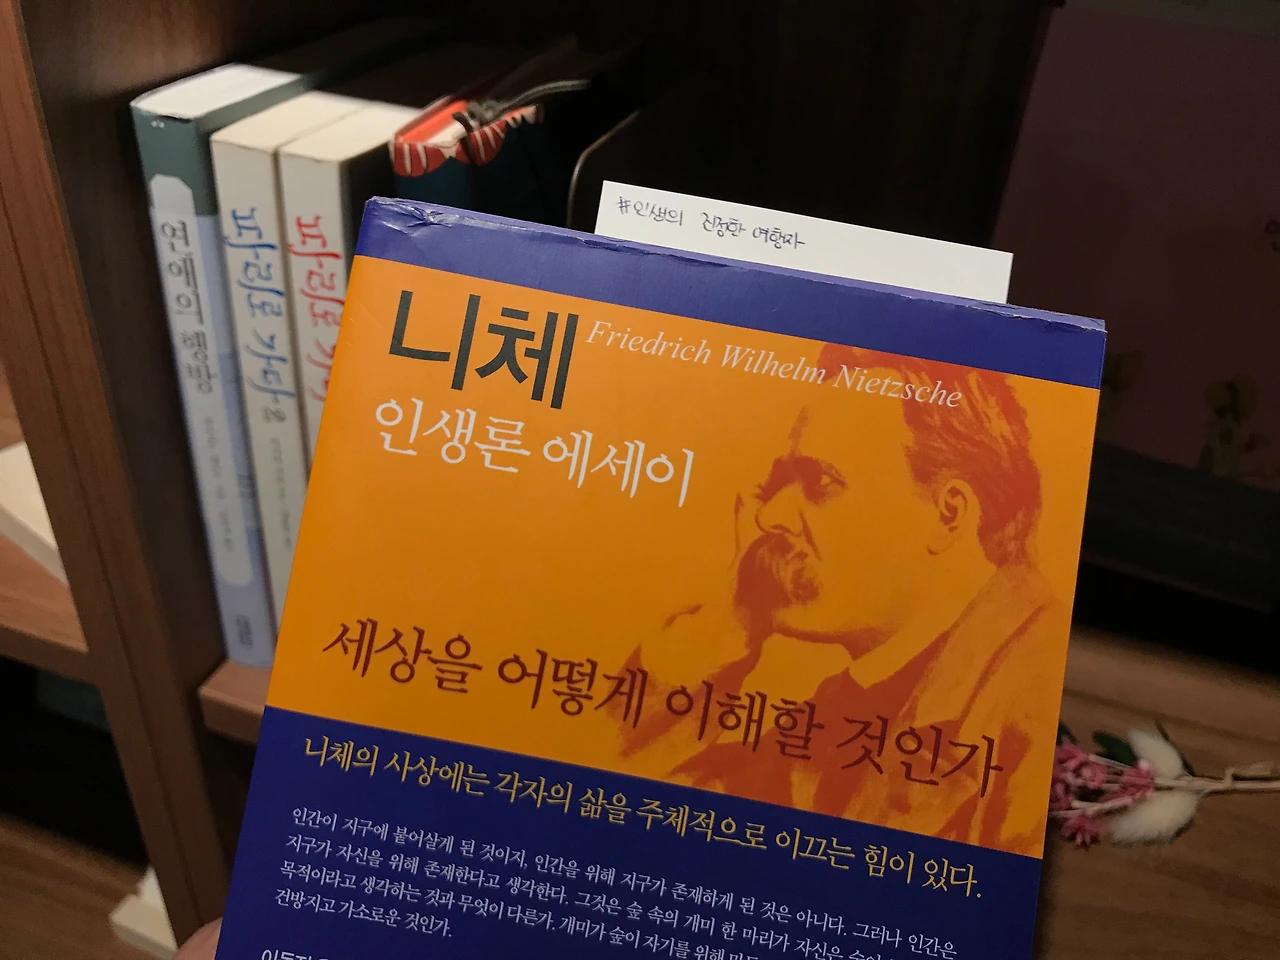 #인생의 진정한 여행자
니체
Friedrich Wilhelm Nietzsche
인생론 에세이
세상을 어떻게 이해할 것인가
니체의 사상에는 각자의 삶을 주체적으로 이끄는 힘이 있다.
인간이 지구에 붙어살게 된 것이지, 인간을 위해 지구가 존재하게 된 것은 아니다. 그러나 인간은
지구가 자신을 위해 존재한다고 생각한다. 그것은 숲 속의 개미 한 마리가 자신은 숲이
목적이라고 생각하는 것과 무엇이 다른가. 개미가 숲이 자기를 위해
건방지고 가소로운 것인가.
파리로 가다
파리로 가다